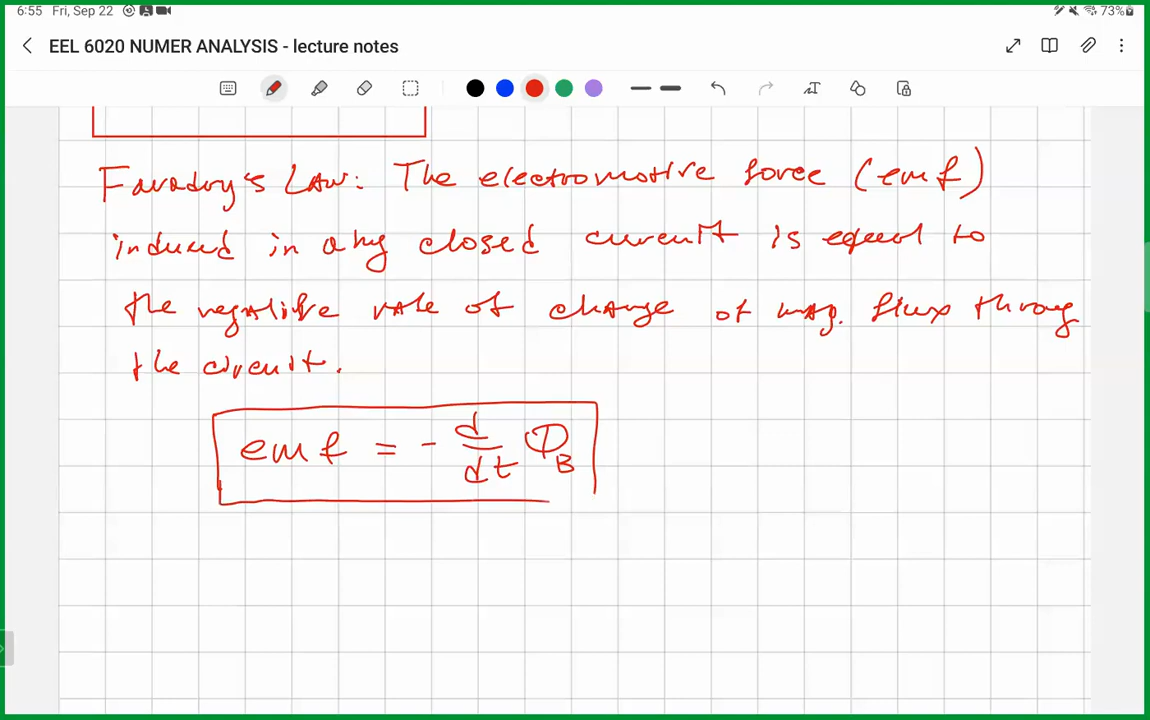 6:55 Fri, Sep 22 73%
EEL 6020 NUMER ANALYSIS - lecture notes
Faraday's Law: The electromotive force (emf)
induced in any closed circuit is equal to
the negative rate of change of mag. flux throug
the circuit.
emf = - d/dt Φ_B